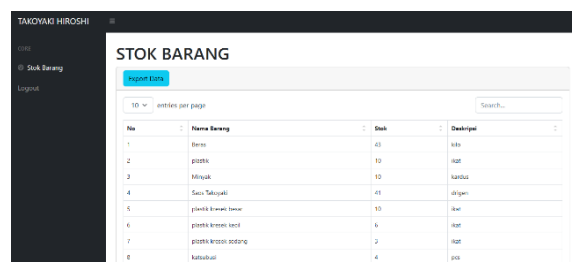 TAKOYAKI HIROSHI
CORE
Stok Barang
Logout
STOK BARANG
Export Data
10 entries per page
Search...
No Nama Barang Stok Deskripsi
1 Beras 43 kilo
2 plastik 10 ikat
3 Minyak 10 kardus
4 Saos Takoyaki 41 drigen
5 plastik kresek besar 10 ikat
6 plastik kresek kecil 6 ikat
7 plastik kresek sedang 3 ikat
8 katsubusi 4 pcs